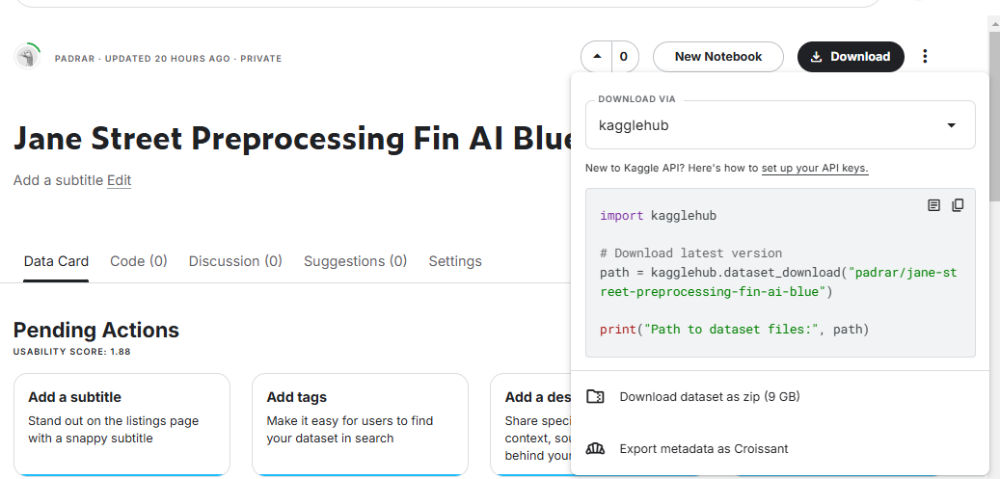 PADRAR · UPDATED 20 HOURS AGO · PRIVATE
0
New Notebook
Download
Jane Street Preprocessing Fin AI Blue
Add a subtitle Edit
Data Card
Code (0)
Discussion (0)
Suggestions (0)
Settings
Pending Actions
USABILITY SCORE: 1.88
Add a subtitle
Stand out on the listings page
with a snappy subtitle
Add tags
Make it easy for users to find
your dataset in search
Add a des
Share speci
context, sou
behind your
DOWNLOAD VIA
kagglehub
New to Kaggle API? Here's how to set up your API keys.
import kagglehub
# Download latest version
path = kagglehub.dataset_download("padrar/jane-st
reet-preprocessing-fin-ai-blue")
print("Path to dataset files:", path)
Download dataset as zip (9 GB)
Export metadata as Croissant